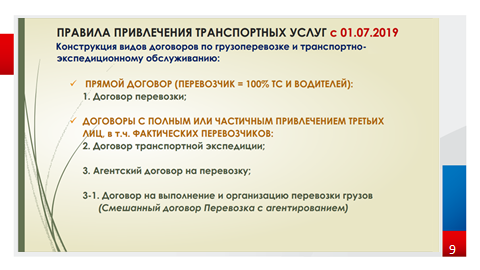 ПРАВИЛА ПРИВЛЕЧЕНИЯ ТРАНСПОРТНЫХ УСЛУГ с 01.07.2019
Конструкция видов договоров по грузоперевозке и транспортно-
экспедиционному обслуживанию:
✓ ПРЯМОЙ ДОГОВОР (ПЕРЕВОЗЧИК = 100% ТС И ВОДИТЕЛЕЙ):
1. Договор перевозки;
✓ ДОГОВОРЫ С ПОЛНЫМ ИЛИ ЧАСТИЧНЫМ ПРИВЛЕЧЕНИЕМ ТРЕТЬИХ
ЛИЦ, в т.ч. ФАКТИЧЕСКИХ ПЕРЕВОЗЧИКОВ:
2. Договор транспортной экспедиции;
3. Агентский договор на перевозку;
3-1. Договор на выполнение и организацию перевозки грузов
(Смешанный договор Перевозка с агентированием)
9